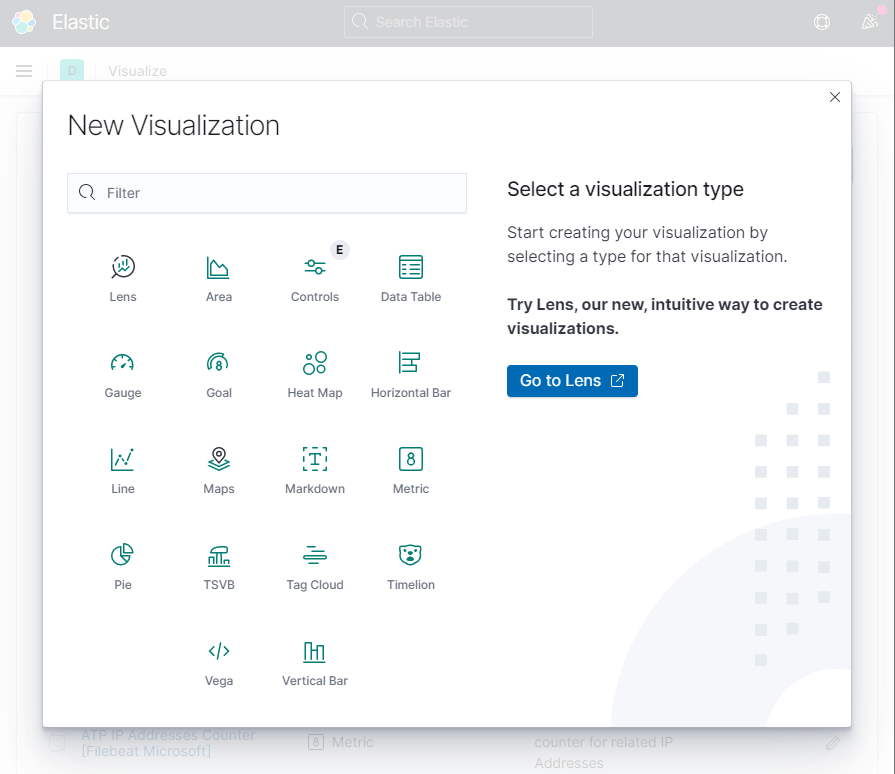 Elastic
Search Elastic
D
Visualize
New Visualization
Filter
Lens
Area
E
Controls
Data Table
Gauge
8
Goal
Heat Map
Horizontal Bar
Line
Maps
T
Markdown
8
Metric
Pie
TSVB
Tag Cloud
Timelion
Vega
Vertical Bar
Select a visualization type
Start creating your visualization by
selecting a type for that visualization.
Try Lens, our new, intuitive way to create
visualizations.
Go to Lens
ATP IP Addresses Counter
[Filebeat Microsoft]
8 Metric
counter for related IP
Addresses